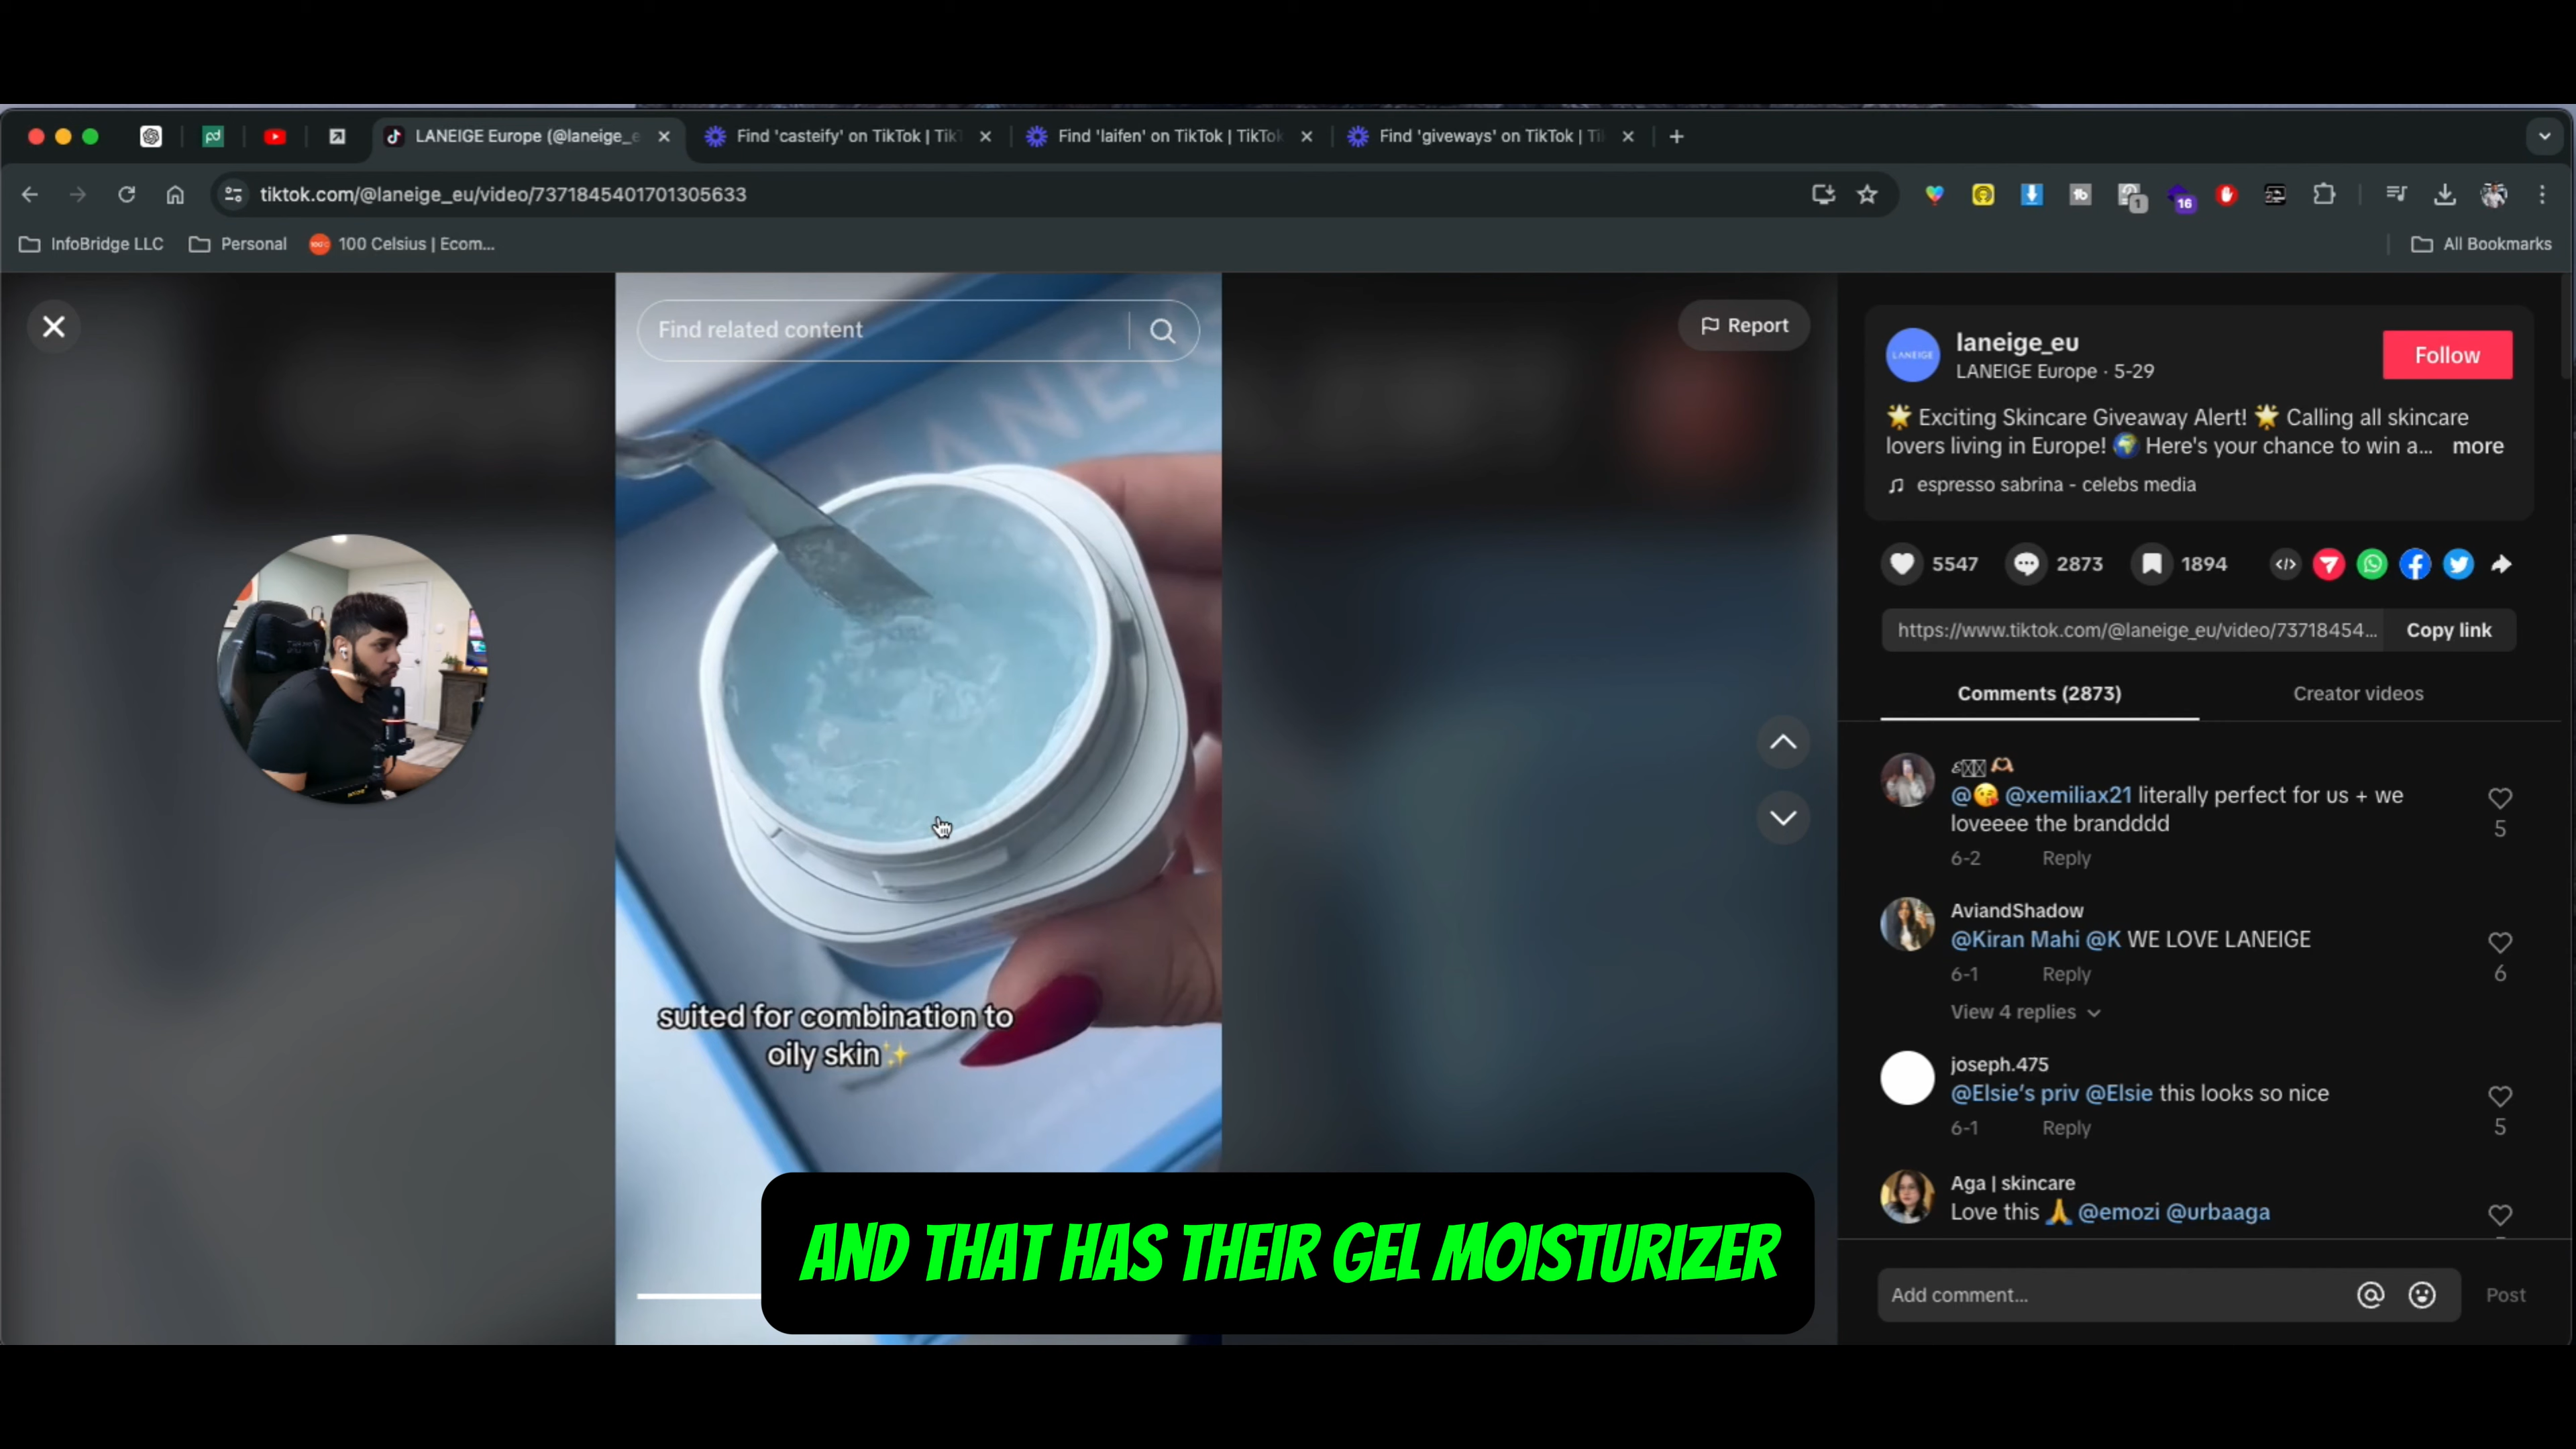 LANEIGE Europe (@laneige_e
Find 'casteify' on TikTok | Tik
Find 'laifen' on TikTok | TikTok
Find 'giveways' on TikTok | Ti
tiktok.com/@laneige_eu/video/7371845401701305633
1
16
InfoBridge LLC
Personal
100 Celsius | Ecom...
All Bookmarks
Find related content
Report
LANEIG
suited for combination to
oily skin✨
AND THAT HAS THEIR GEL MOISTURIZER
LANEIGE
laneige_eu
LANEIGE Europe · 5-29
Follow
🌟 Exciting Skincare Giveaway Alert! 🌟 Calling all skincare
lovers living in Europe! 🌍 Here's your chance to win a... more
espresso sabrina - celebs media
5547
2873
1894
https://www.tiktok.com/@laneige_eu/video/73718454...
Copy link
Comments (2873)
Creator videos
@😘 @xemiliax21 literally perfect for us + we
loveeee the brandddd
5
6-2 Reply
AviandShadow
@Kiran Mahi @K WE LOVE LANEIGE
6-1 Reply
6
View 4 replies
joseph.475
@Elsie's priv @Elsie this looks so nice
6-1 Reply
5
Aga | skincare
Love this 🙏 @emozi @urbaaga
Add comment...
Post